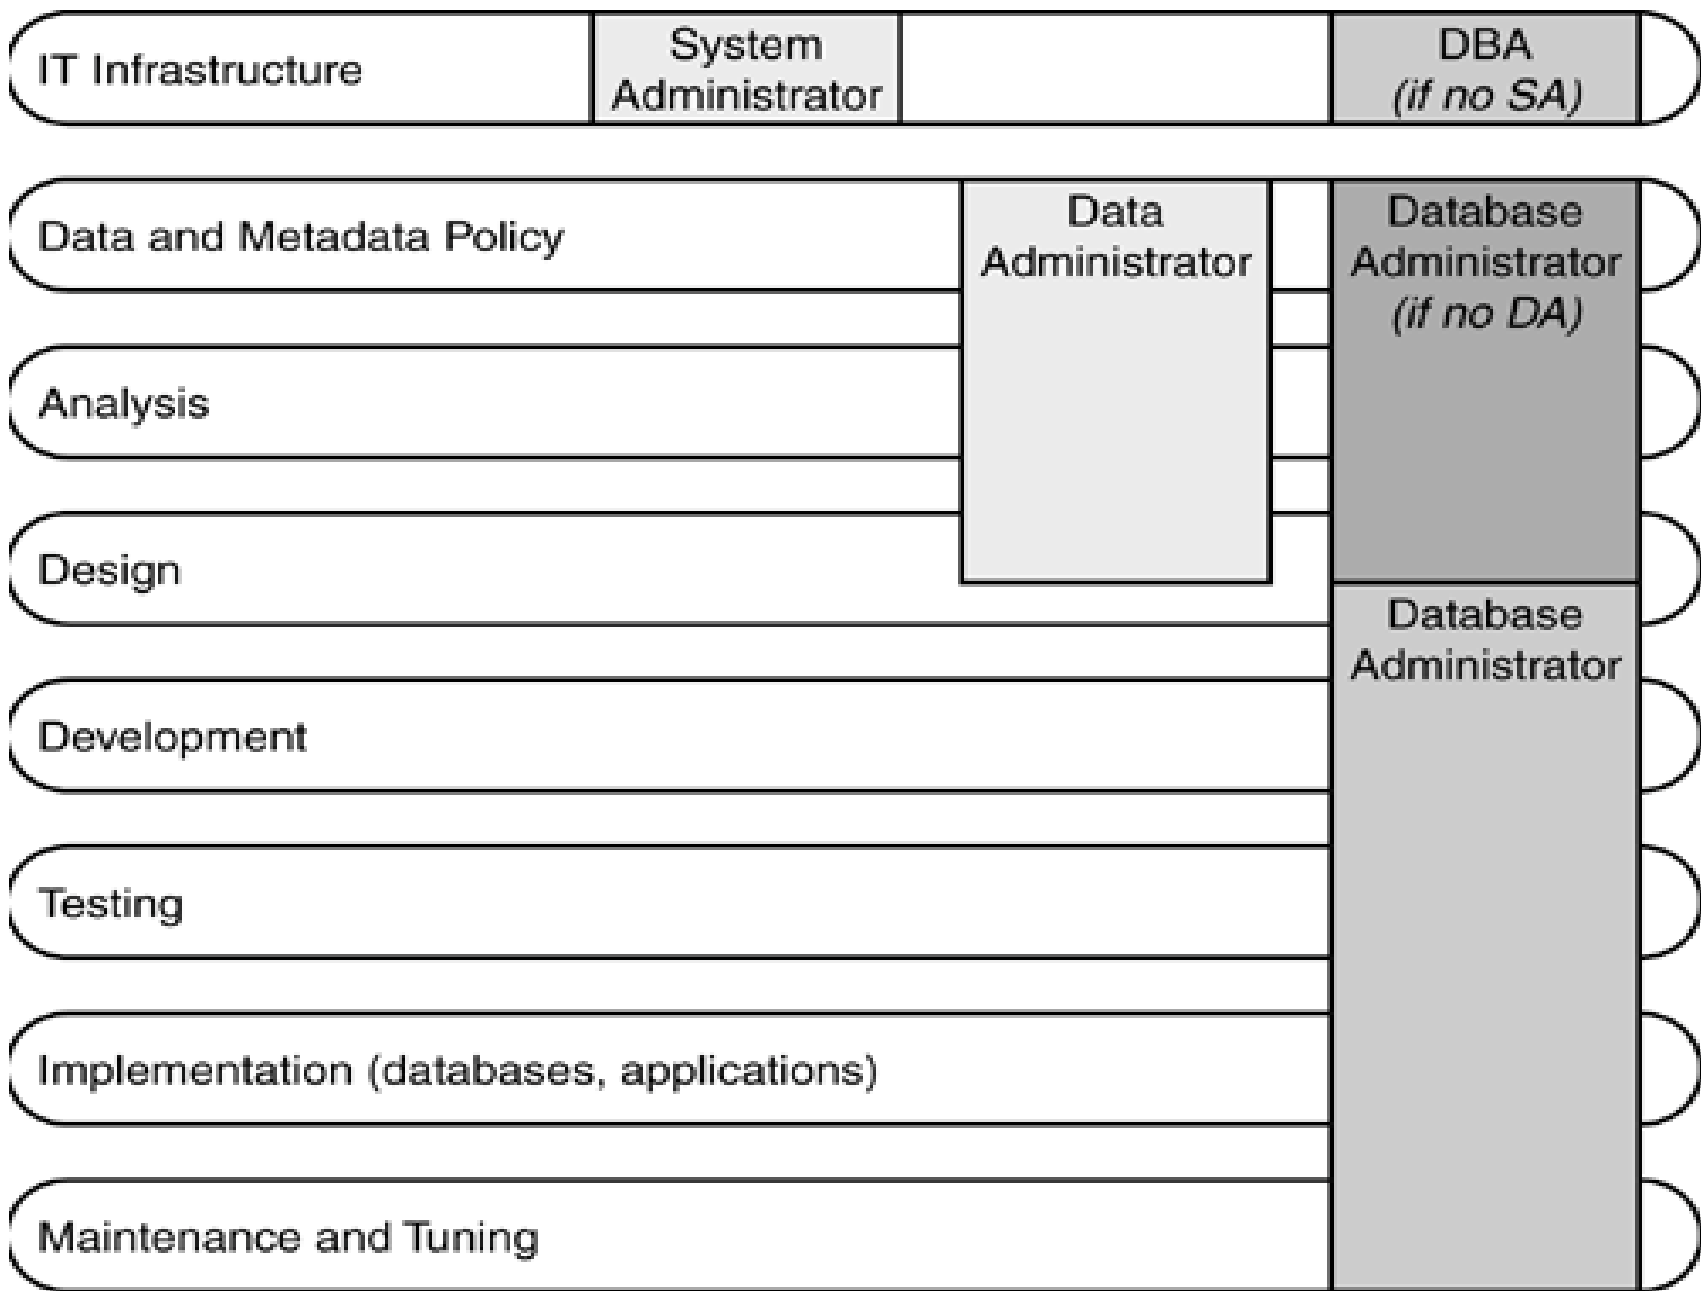 IT Infrastructure
System
Administrator
DBA
(if no SA)
Data and Metadata Policy
Data
Administrator
Database
Administrator
(if no DA)
Analysis
Design
Database
Administrator
Development
Testing
Implementation (databases, applications)
Maintenance and Tuning